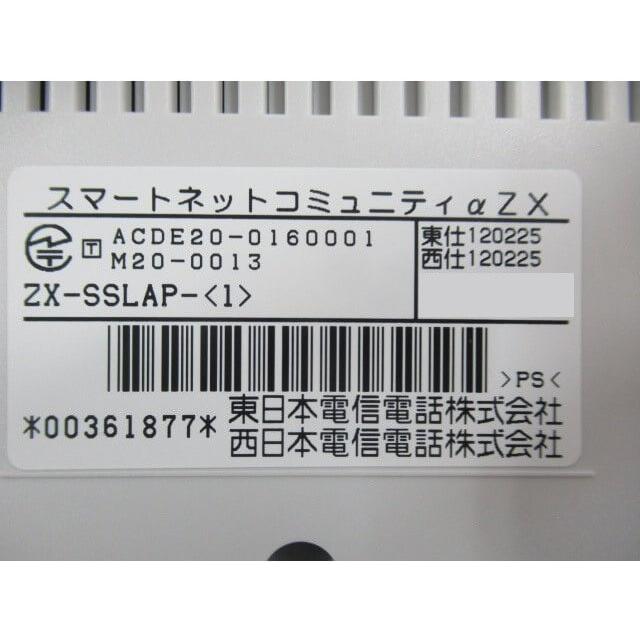 スマートネットコミュニティαZX
T ACDE20-0160001
M20-0013
東仕120225
西仕120225
ZX-SSLAP-<1>
>PS<
*00361877*
東日本電信電話株式会社
西日本電信電話株式会社